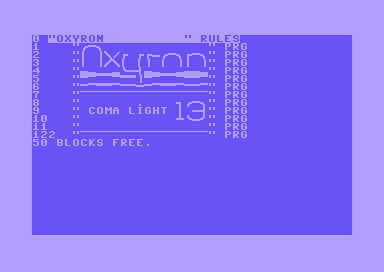 0 "OXYRON " RULES
1 " " PRG
2 " Oxyron " PRG
3 " " PRG
4 " " PRG
5 " " PRG
6 " " PRG
7 " " PRG
8 " " PRG
9 " COMA LIGHT 13 " PRG
10 " " PRG
11 " " PRG
122 " " PRG
50 BLOCKS FREE.